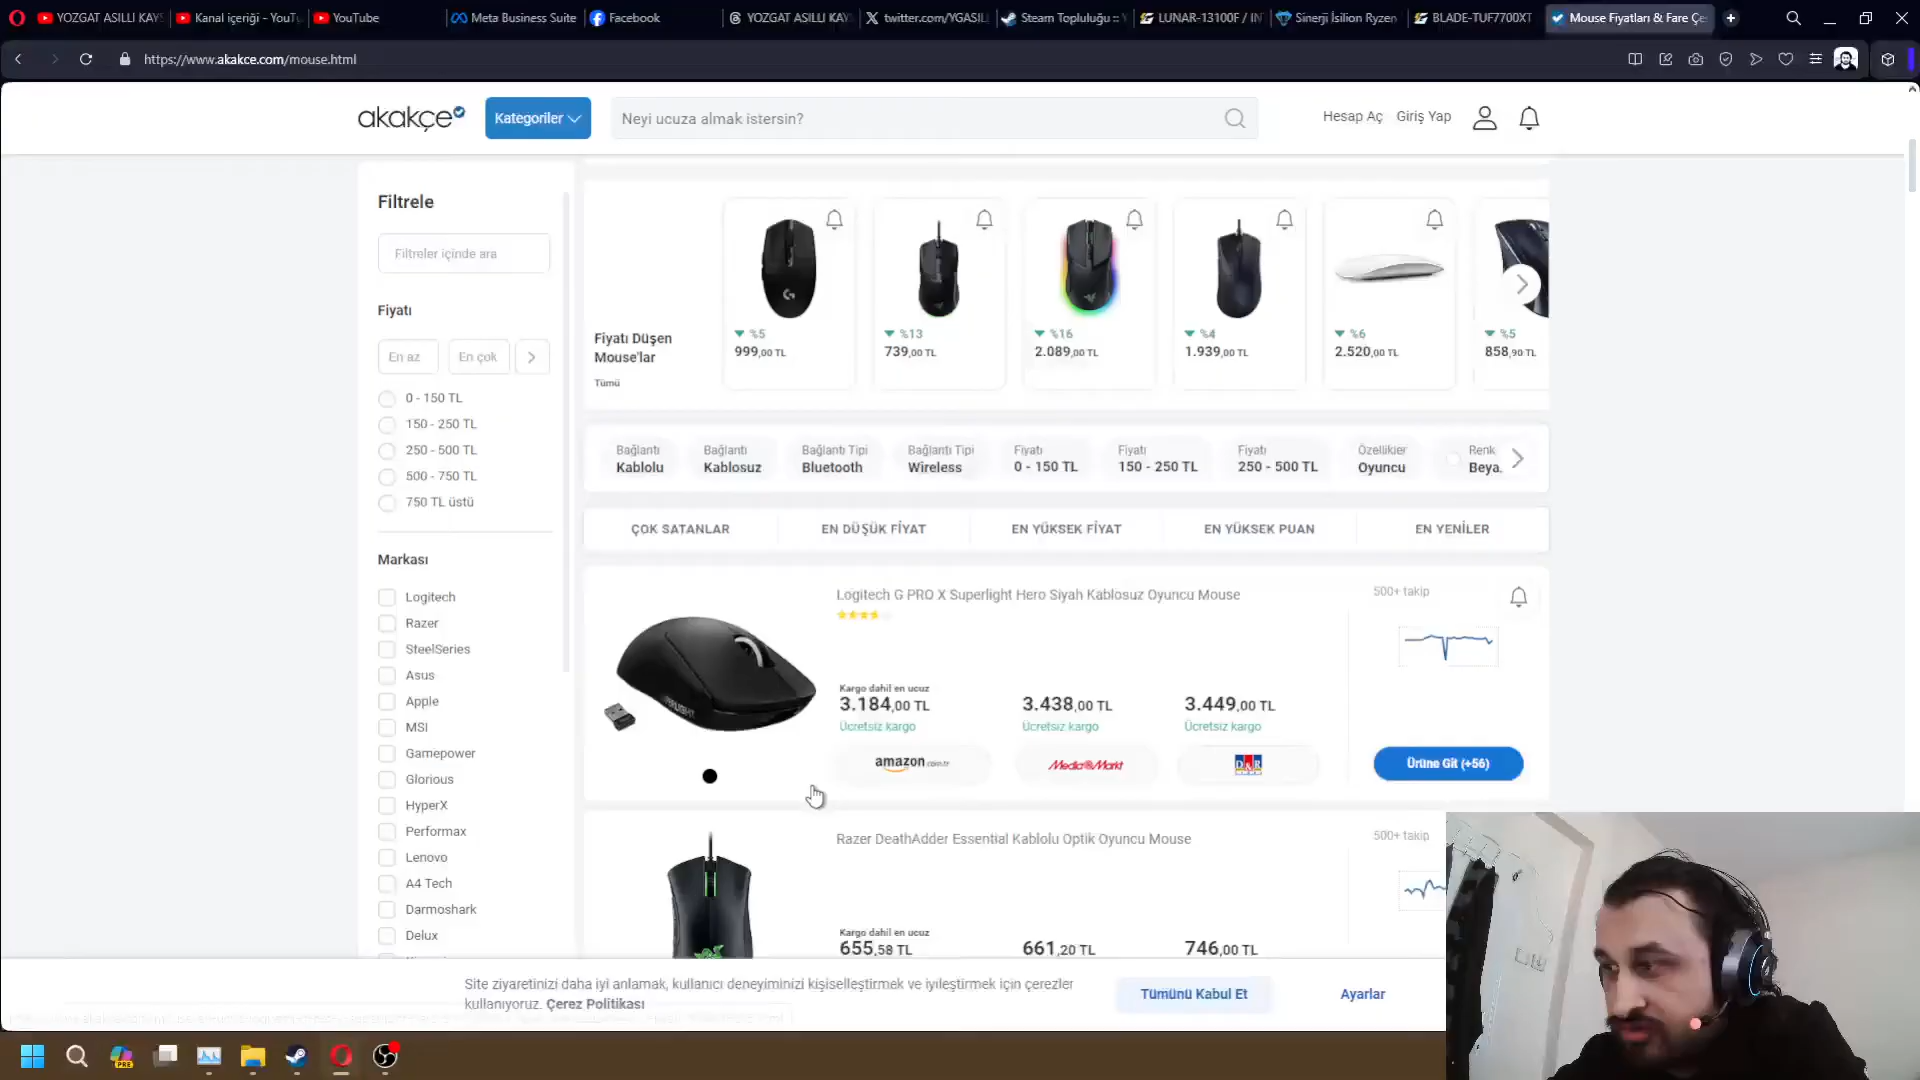 YOZGAT ASILLI KAYS
Kanal içeriği - YouTu
YouTube
Meta Business Suite
Facebook
YOZGAT ASILLI KAY
twitter.com/YGASIL
Steam Topluluğu :: Y
LUNAR-13100F / IN
Sinerji İsilion Ryzen
BLADE-TUF7700XT
Mouse Fiyatları & Fare Çe
https://www.akakce.com/mouse.html
akakçe
Kategoriler
Neyi ucuza almak istersin?
Hesap Aç
Giriş Yap
Filtrele
Filtreler içinde ara
Fiyatı
En az
En çok
0 - 150 TL
150 - 250 TL
250 - 500 TL
500 - 750 TL
750 TL üstü
Markası
Logitech
Razer
SteelSeries
Asus
Apple
MSI
Gamepower
Glorious
HyperX
Performax
Lenovo
A4 Tech
Darmoshark
Delux
Fiyatı Düşen
Mouse'lar
Tümü
%5
999,00 TL
%13
739,00 TL
%16
2.089,00 TL
%4
1.939,00 TL
%6
2.520,00 TL
%5
858,90 TL
Bağlantı
Kablolu
Bağlantı
Kablosuz
Bağlantı Tipi
Bluetooth
Bağlantı Tipi
Wireless
Fiyatı
0 - 150 TL
Fiyatı
150 - 250 TL
Fiyatı
250 - 500 TL
Özellikler
Oyuncu
Renk
Beya
ÇOK SATANLAR
EN DÜŞÜK FİYAT
EN YÜKSEK FİYAT
EN YÜKSEK PUAN
EN YENİLER
Logitech G PRO X Superlight Hero Siyah Kablosuz Oyuncu Mouse
500+ takip
Kargo dahil en ucuz
3.184,00 TL
Ücretsiz kargo
amazon.com.tr
3.438,00 TL
Ücretsiz kargo
MediaMarkt
3.449,00 TL
Ücretsiz kargo
D&R
Ürüne Git (+56)
Razer DeathAdder Essential Kablolu Optik Oyuncu Mouse
500+ takip
Kargo dahil en ucuz
655,58 TL
661,20 TL
746,00 TL
Site ziyaretinizi daha iyi anlamak, kullanıcı deneyiminizi kişiselleştirmek ve iyileştirmek için çerezler
kullanıyoruz. Çerez Politikası
Tümünü Kabul Et
Ayarlar
PRE